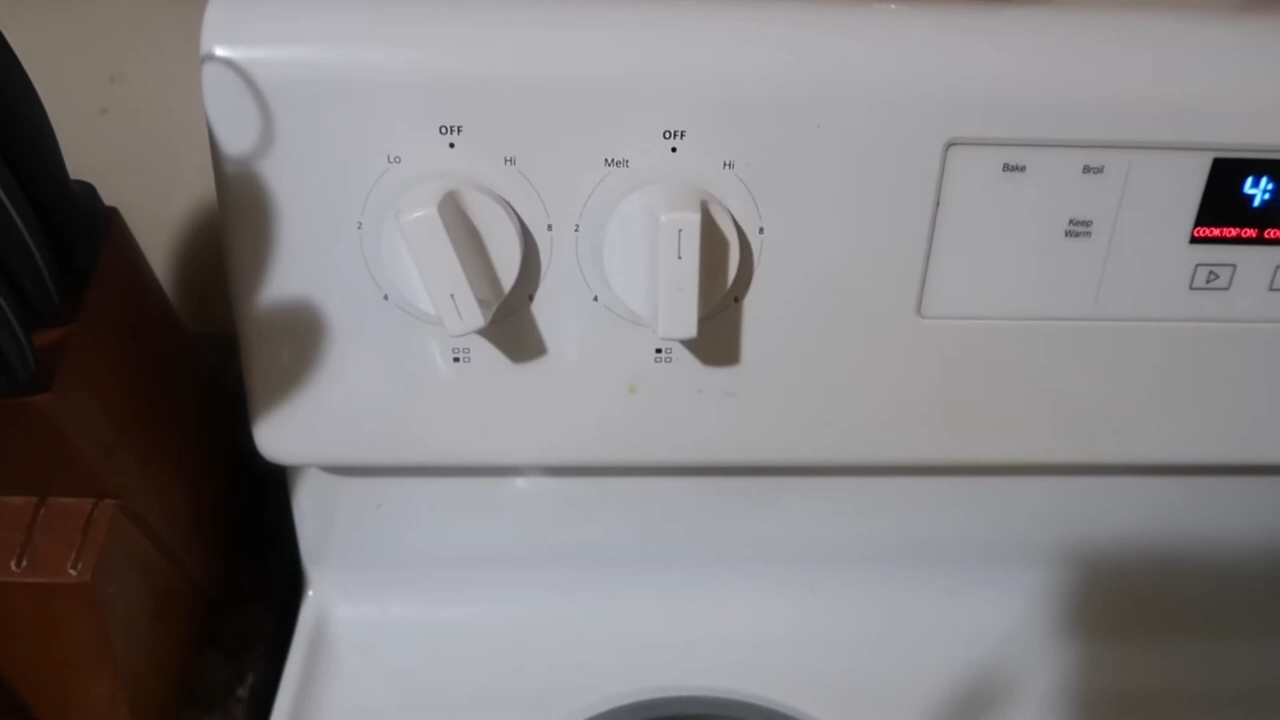 OFF
Lo
Hi
2
8
4
6
OFF
Melt
Hi
2
8
4
6
Bake
Broil
Keep
Warm
4:
COOKTOP ON